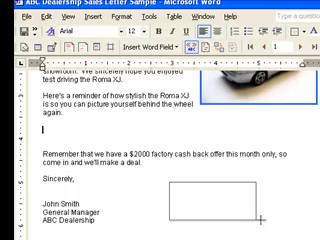 ABC Dealership Sales Letter Sample - Microsoft Word
View Insert Format Tools Table Window Help
Arial 12 B I U
Insert Word Field
showroom. We sincerely hope you enjoyed
test driving the Roma XJ.
Here's a reminder of how stylish the Roma XJ
is so you can picture yourself behind the wheel
again.
Remember that we have a $2000 factory cash back offer this month only, so
come in and we'll make a deal.
Sincerely,
John Smith
General Manager
ABC Dealership